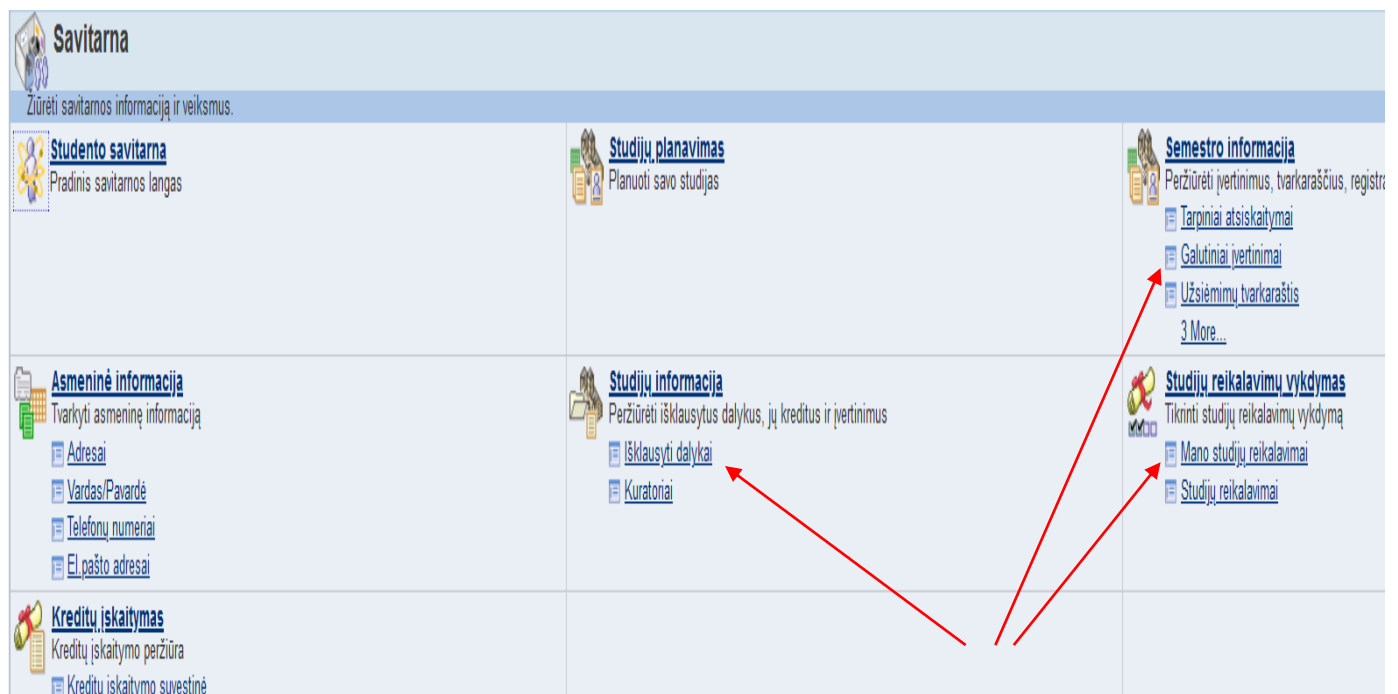 Savitarna
Žiūrėti savitarnos informaciją ir veiksmus.
Studento savitarna
Pradinis savitarnos langas
Studijų planavimas
Planuoti savo studijas
Semestro informacija
Peržiūrėti įvertinimus, tvarkaraščius, registra
Tarpiniai atsiskaitymai
Galutiniai įvertinimai
Užsiėmimų tvarkaraštis
3 More...
Asmeninė informacija
Tvarkyti asmeninę informaciją
Adresai
Vardas/Pavardė
Telefonų numeriai
El.pašto adresai
Studijų informacija
Peržiūrėti išklausytus dalykus, jų kreditus ir įvertinimus
Išklausyti dalykai
Kuratoriai
Studijų reikalavimų vykdymas
Tikrinti studijų reikalavimų vykdymą
Mano studijų reikalavimai
Studijų reikalavimai
Kreditų įskaitymas
Kreditų įskaitymo peržiūra
Kreditų įskaitymo suvestinė